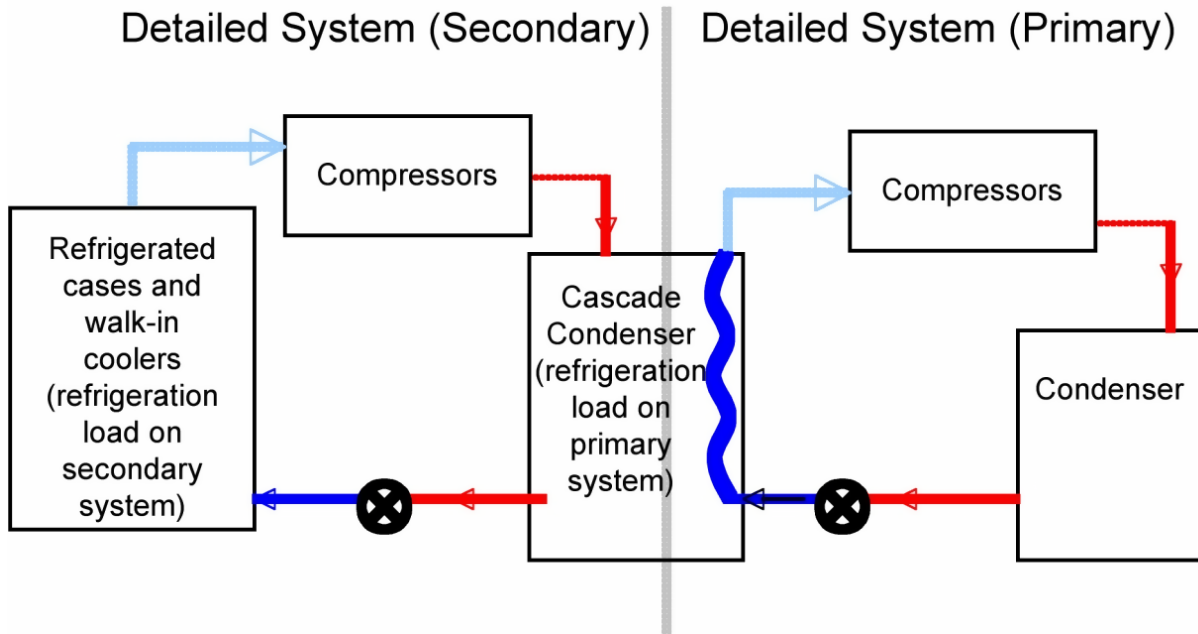 Detailed System (Secondary)
Detailed System (Primary)
Compressors
Compressors
Refrigerated
cases and
walk-in
coolers
(refrigeration
load on
secondary
system)
Cascade
Condenser
(refrigeration
load on
primary
system)
Condenser